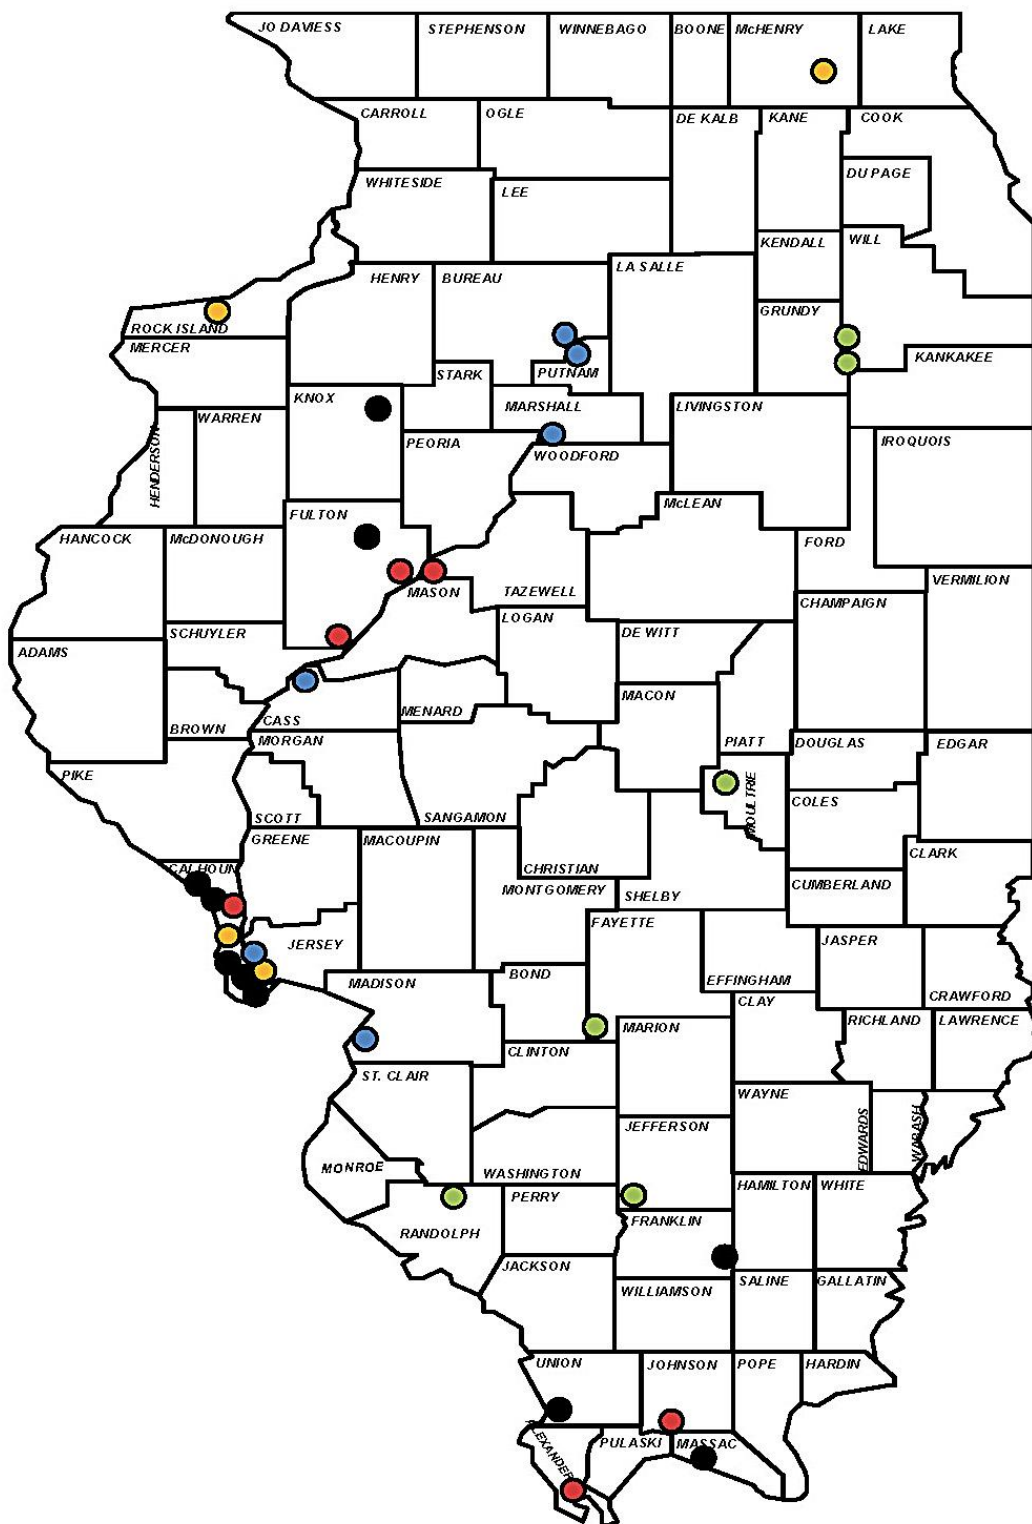 JO DAVIESS STEPHENSON WINNEBAGO BOONE McHENRY LAKE
CARROLL OGLE DE KALB KANE COOK
DU PAGE
WHITESIDE LEE
KENDALL WILL
LA SALLE
HENRY BUREAU
GRUNDY
ROCK ISLAND
MERCER KANKAKEE
STARK PUTNAM
KNOX MARSHALL LIVINGSTON
WARREN
PEORIA IROQUOIS
HENDERSON
WOODFORD
McLEAN
FULTON
HANCOCK McDONOUGH FORD
VERMILION
MASON TAZEWELL
CHAMPAIGN
LOGAN
SCHUYLER DE WITT
ADAMS
MACON
MENARD
CASS
BROWN
MORGAN PIATT DOUGLAS EDGAR
PIKE
MOULTRIE
COLES
SCOTT SANGAMON
GREENE MACOUPIN
CLARK
CALHOUN CHRISTIAN
CUMBERLAND
MONTGOMERY SHELBY
FAYETTE
JERSEY JASPER
BOND
MADISON EFFINGHAM
CRAWFORD
CLAY
RICHLAND LAWRENCE
MARION
CLINTON
ST. CLAIR
WAYNE
EDWARDS
WABASH
JEFFERSON
MONROE
WASHINGTON
HAMILTON WHITE
PERRY
FRANKLIN
RANDOLPH
JACKSON
SALINE GALLATIN
WILLIAMSON
UNION JOHNSON POPE HARDIN
ALEXANDER
PULASKI MASSAC